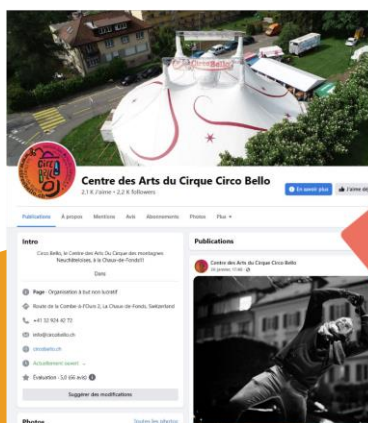 CircoBello
CIRCO
BELLO
Centre des Arts du Cirque Circo Bello
2,1 K J'aime • 2,2 K followers
En savoir plus
J'aime déj
Publications
À propos
Mentions
Avis
Abonnements
Photos
Plus
Intro
Circo Bello, le Centre des Arts Du Cirque des montagnes
Neuchâteloises, à la Chaux-de-Fonds!!!
Dans
Page · Organisation à but non lucratif
Route de la Combe à l'Ours 2, La Chaux-de-Fonds, Switzerland
+41 32 924 42 72
info@circobello.ch
circobello.ch
Actuellement ouvert
Évaluation · 5,0 (66 avis)
Suggérer des modifications
Photos
Toutes les photos
Publications
Centre des Arts du Cirque Circo Bello